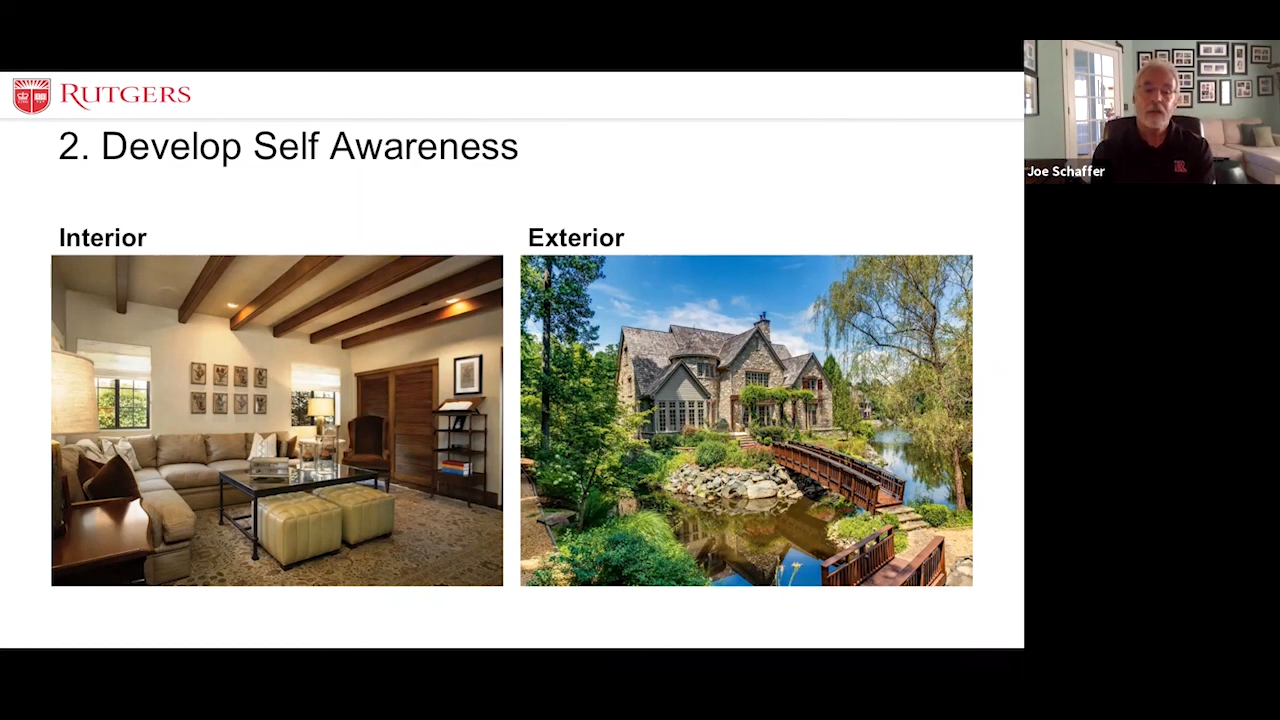 RUTGERS
2. Develop Self Awareness
Interior
Exterior
Joe Schaffer